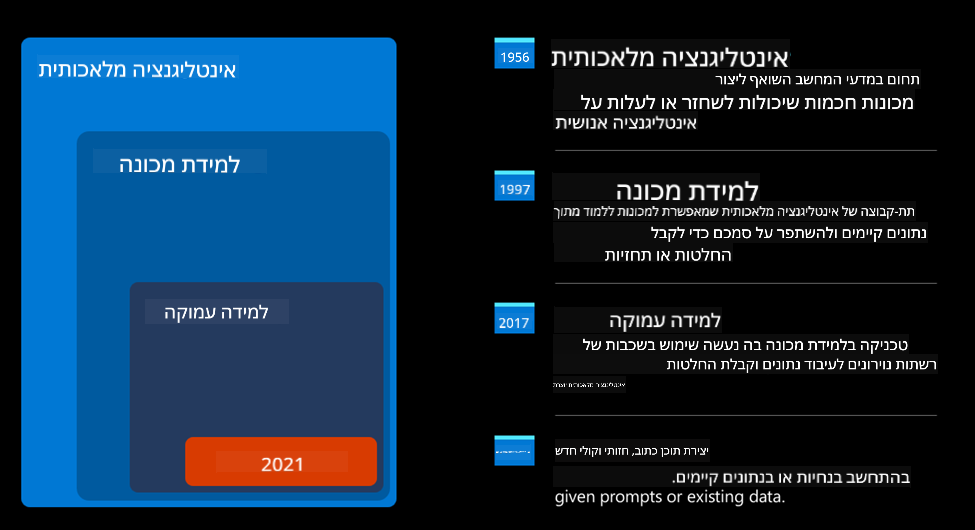 אינטליגנציה מלאכותית
למידת מכונה
למידה עמוקה
2021
1956
אינטליגנציה מלאכותית
תחום במדעי המחשב השואף ליצור
מכונות חכמות שיכולות לשחזר או לעלות על
אינטליגנציה אנושית
1997
למידת מכונה
תת-קבוצה של אינטליגנציה מלאכותית שמאפשרת למכונות ללמוד מתוך
נתונים קיימים ולהשתפר על סמכם כדי לקבל
החלטות או תחזיות
2017
למידה עמוקה
טכניקה בלמידת מכונה בה נעשה שימוש בשכבות של
רשתות נוירונים לעיבוד נתונים וקבלת החלטות
אינטליגנציה מלאכותית יוצרת
יצירת תוכן כתוב, חזותי וקולי חדש
בהתחשב בנחיות או בנתונים קיימים.
given prompts or existing data.